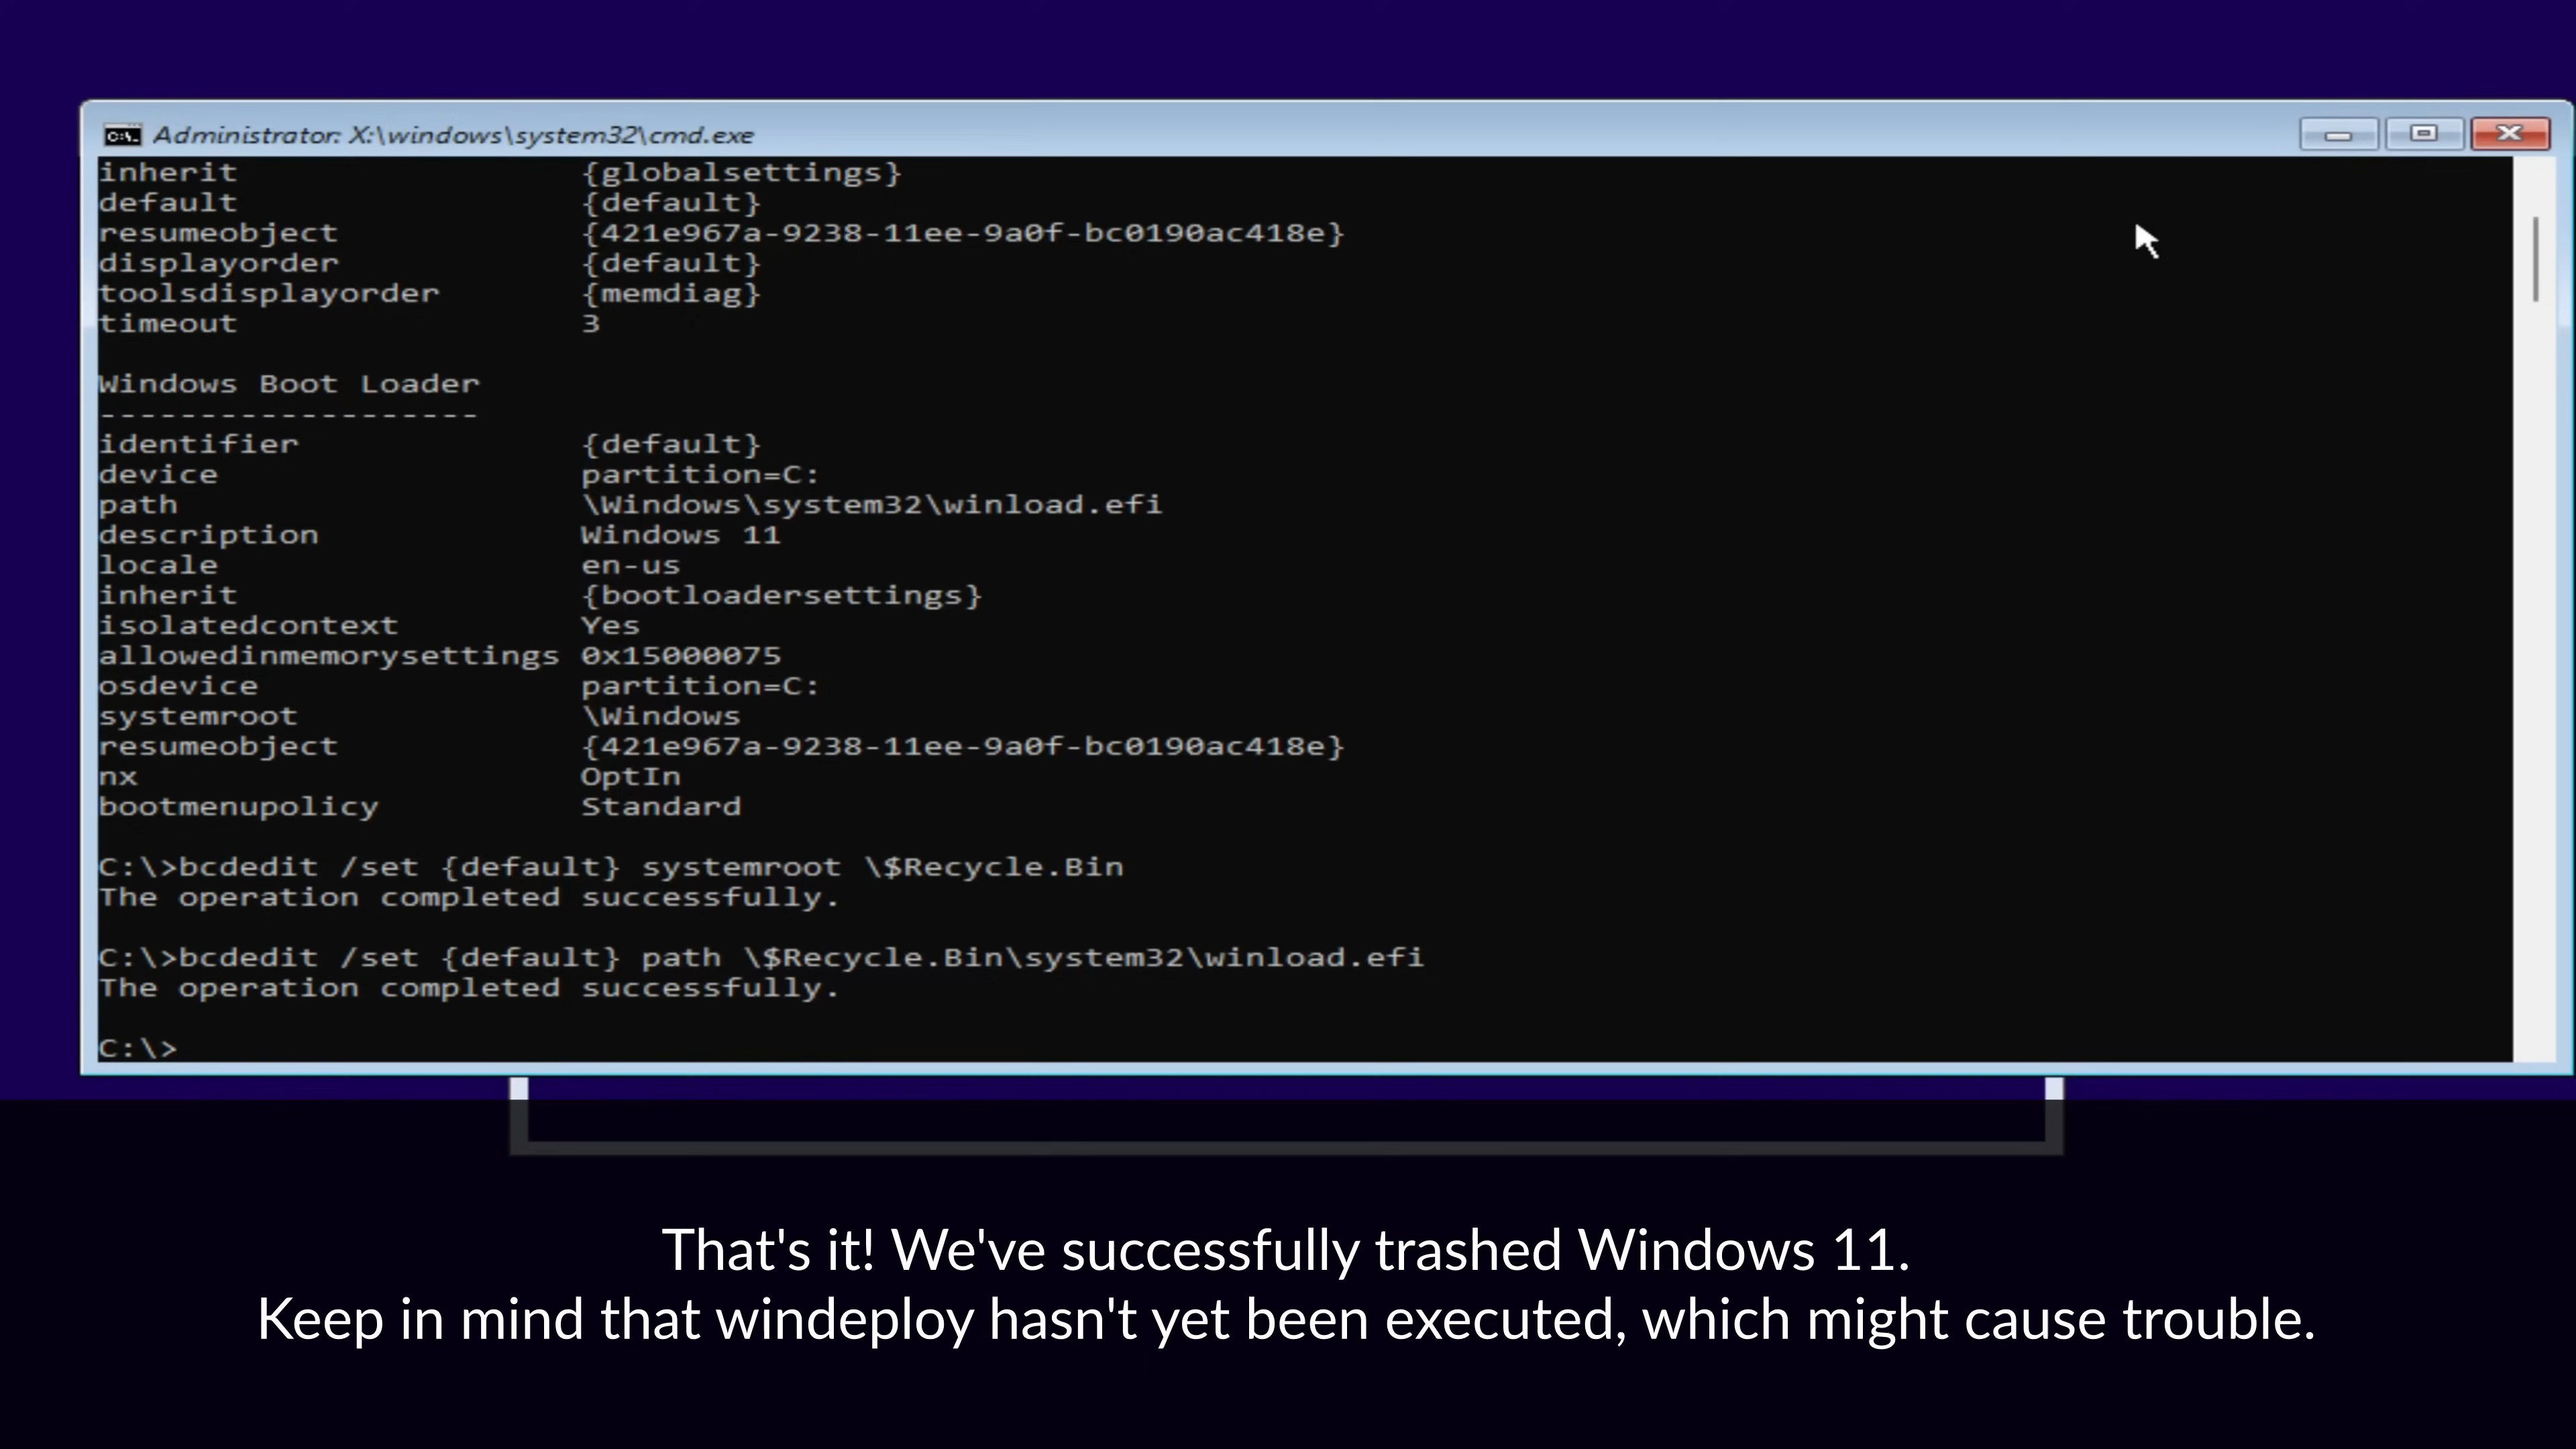 Administrator: X:\windows\system32\cmd.exe
inherit {globalsettings}
default {default}
resumeobject {421e967a-9238-11ee-9a0f-bc0190ac418e}
displayorder {default}
toolsdisplayorder {memdiag}
timeout 3
Windows Boot Loader
-------------------
identifier {default}
device partition=C:
path \Windows\system32\winload.efi
description Windows 11
locale en-us
inherit {bootloadersettings}
isolatedcontext Yes
allowedinmemorysettings 0x15000075
osdevice partition=C:
systemroot \Windows
resumeobject {421e967a-9238-11ee-9a0f-bc0190ac418e}
nx OptIn
bootmenupolicy Standard
C:\>bcdedit /set {default} systemroot \$Recycle.Bin
The operation completed successfully.
C:\>bcdedit /set {default} path \$Recycle.Bin\system32\winload.efi
The operation completed successfully.
C:\>
That's it! We've successfully trashed Windows 11.
Keep in mind that windeploy hasn't yet been executed, which might cause trouble.